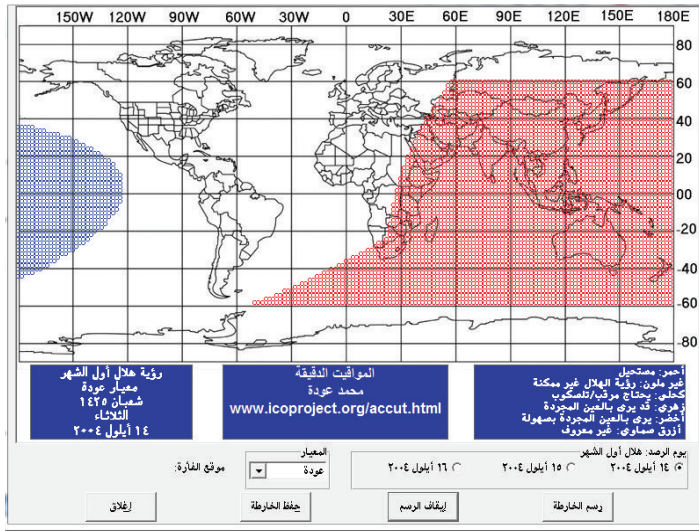 150W 120W 90W 60W 30W 0 30E 60E 90E 120E 150E 180E
80
60
40
20
00
-20
-40
-60
-80
رؤية هلال أول الشهر
معيار عودة
شعبان ١٤٢٥
الثلاثاء
١٤ أيلول ٢٠٠٤
المواقيت الدقيقة
محمد عودة
www.icoproject.org/accut.html
أحمر: مستحيل
غير ملون: رؤية الهلال غير ممكنة
كحلي: يحتاج مرقب/تلسكوب
زهري: قد يرى بالعين المجردة
أخضر: يرى بالعين المجردة بسهولة
أزرق سماوي: غير معروف
يوم الرصد: هلال أول الشهر
١٤ أيلول ٢٠٠٤ ١٥ أيلول ٢٠٠٤ ١٦ أيلول ٢٠٠٤
المعيار
عودة
موقع الفأرة:
رسم الخارطة
إيقاف الرسم
حفظ الخارطة
إغلاق